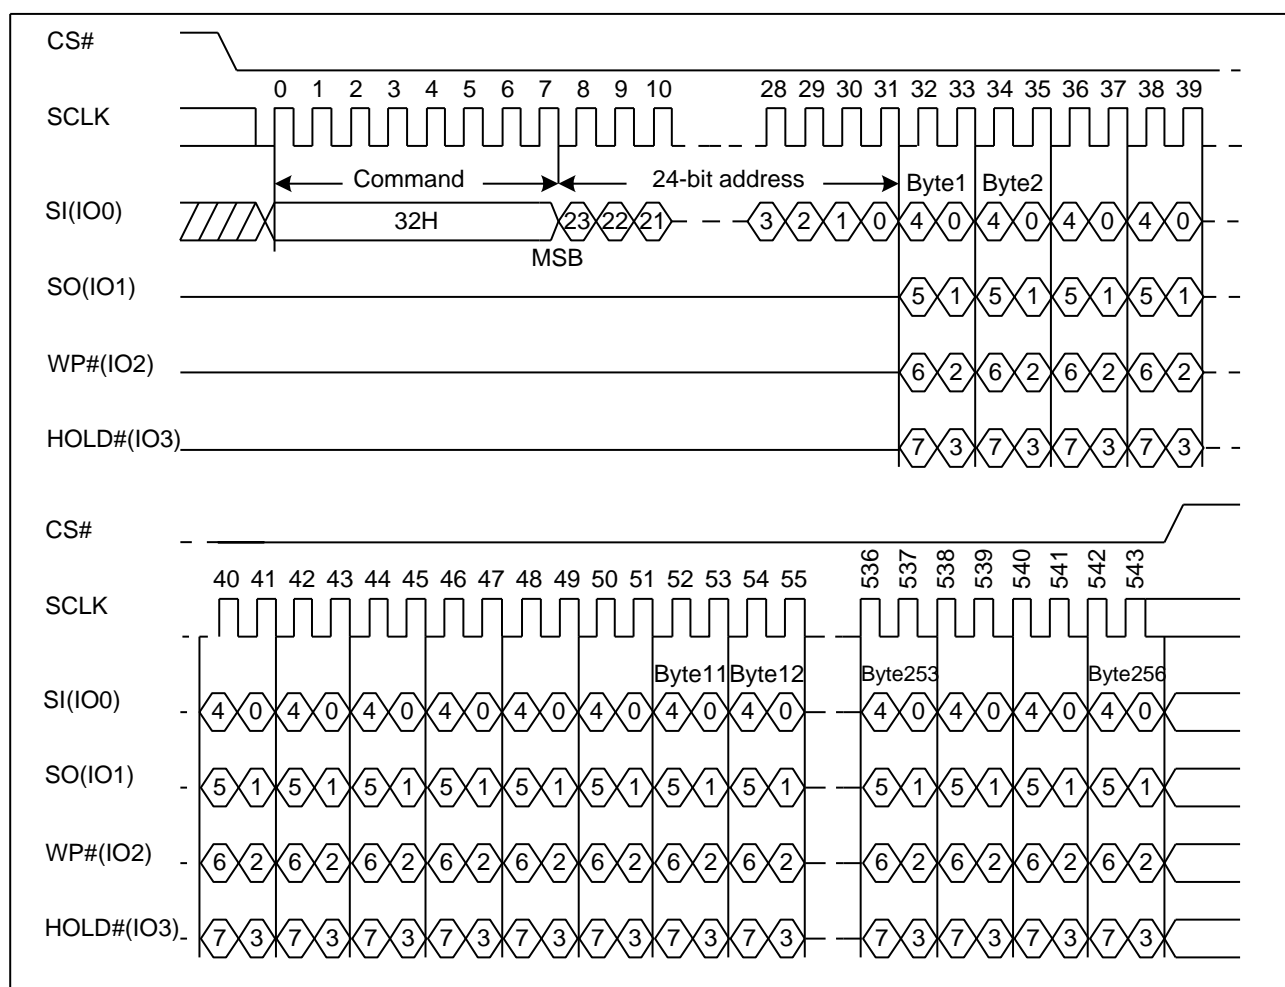 CS#
0 1 2 3 4 5 6 7 8 9 10 28 29 30 31 32 33 34 35 36 37 38 39
SCLK
Command 24-bit address Byte1 Byte2
SI(IO0) 32H 23 22 21 3 2 1 0 4 0 4 0 4 0 4 0
MSB
SO(IO1) 5 1 5 1 5 1 5 1
WP#(IO2) 6 2 6 2 6 2 6 2
HOLD#(IO3) 7 3 7 3 7 3 7 3
CS#
40 41 42 43 44 45 46 47 48 49 50 51 52 53 54 55 536 537 538 539 540 541 542 543
SCLK
Byte11 Byte12 Byte253 Byte256
SI(IO0) 4 0 4 0 4 0 4 0 4 0 4 0 4 0 4 0 4 0 4 0 4 0 4 0
SO(IO1) 5 1 5 1 5 1 5 1 5 1 5 1 5 1 5 1 5 1 5 1 5 1 5 1
WP#(IO2) 6 2 6 2 6 2 6 2 6 2 6 2 6 2 6 2 6 2 6 2 6 2 6 2
HOLD#(IO3) 7 3 7 3 7 3 7 3 7 3 7 3 7 3 7 3 7 3 7 3 7 3 7 3